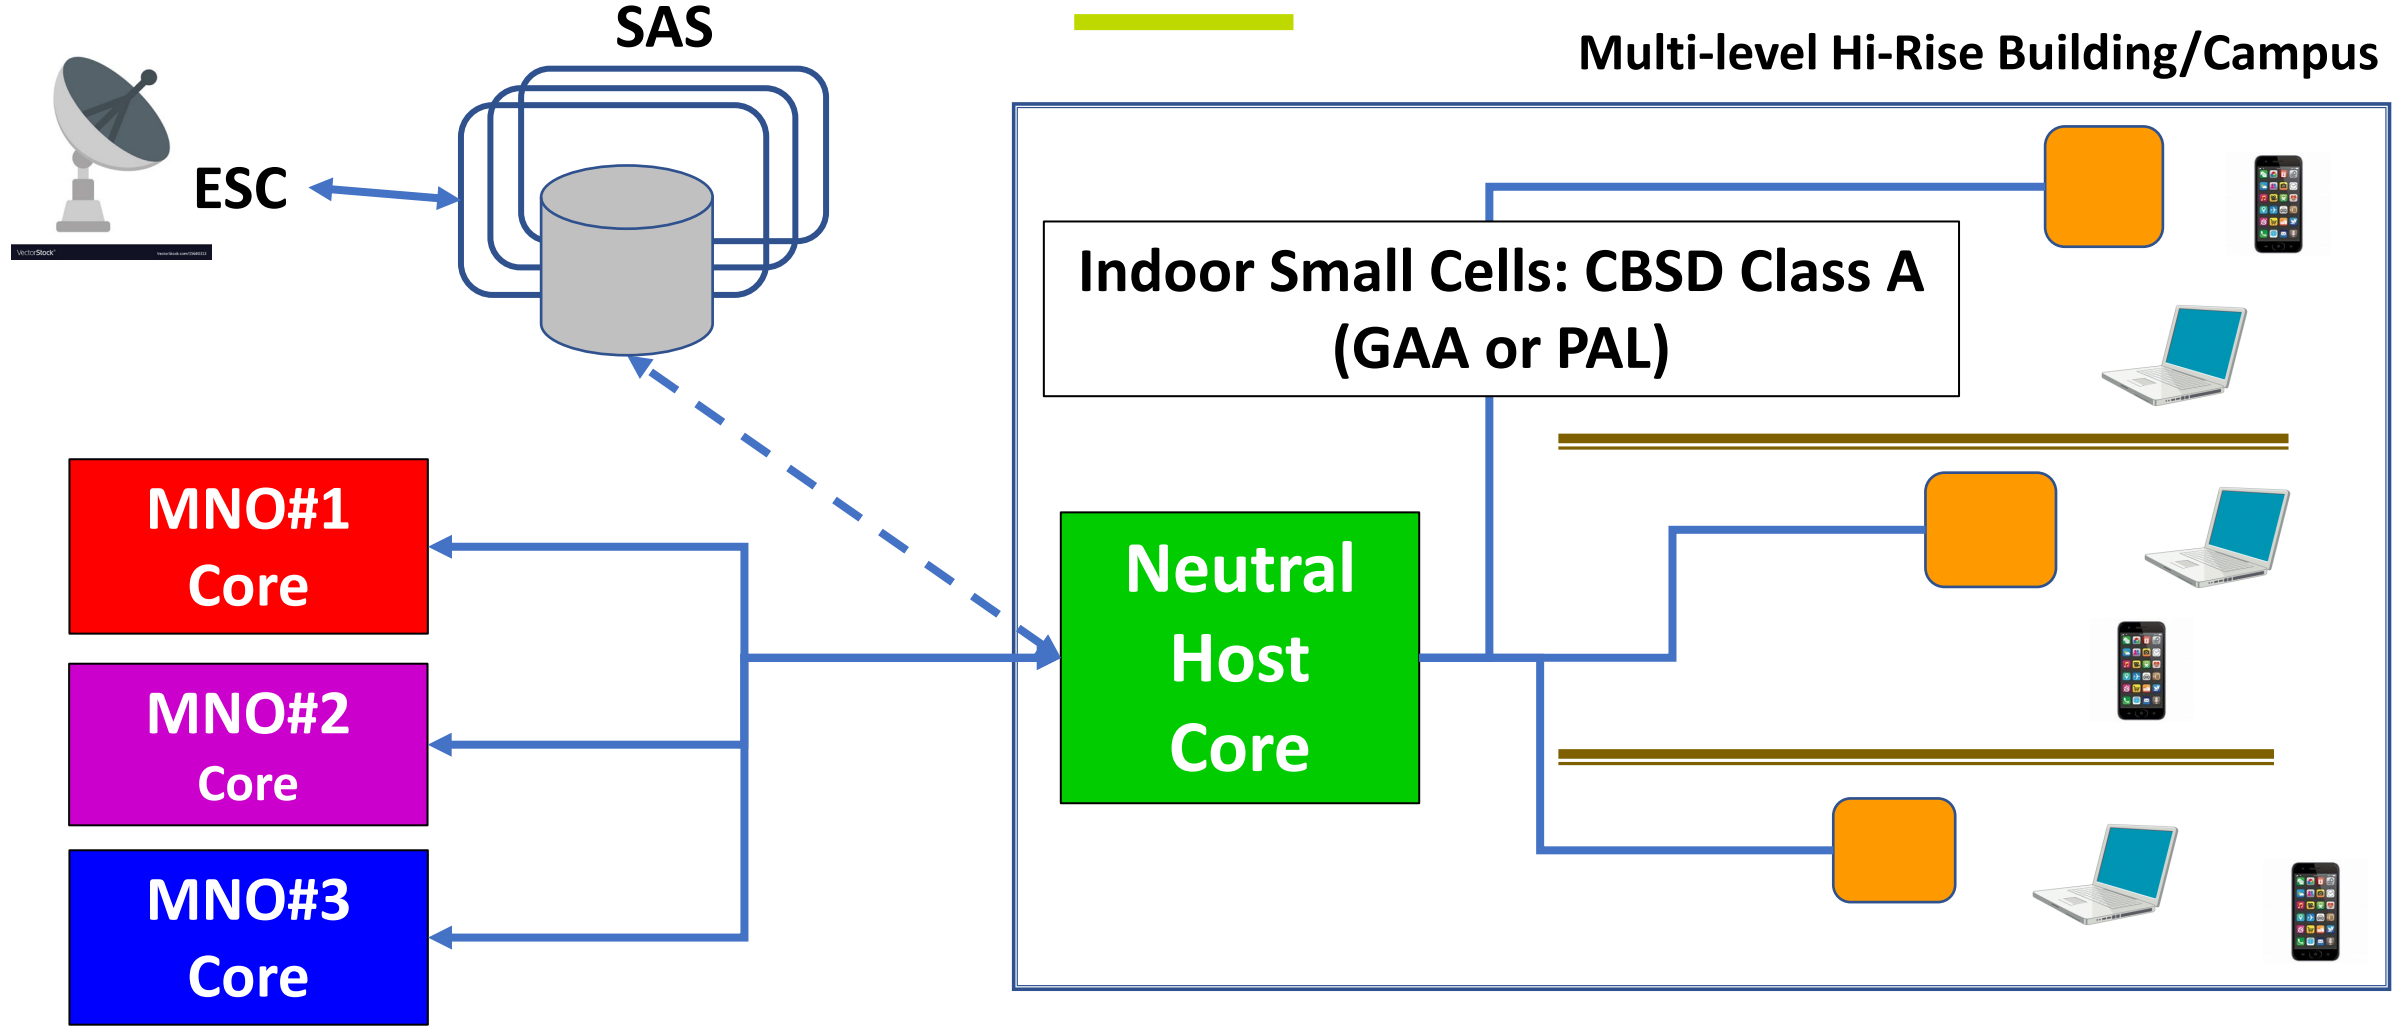 SAS
Multi-level Hi-Rise Building/Campus
ESC
VectorStock
Indoor Small Cells: CBSD Class A
(GAA or PAL)
MNO#1
Core
MNO#2
Core
MNO#3
Core
Neutral
Host
Core